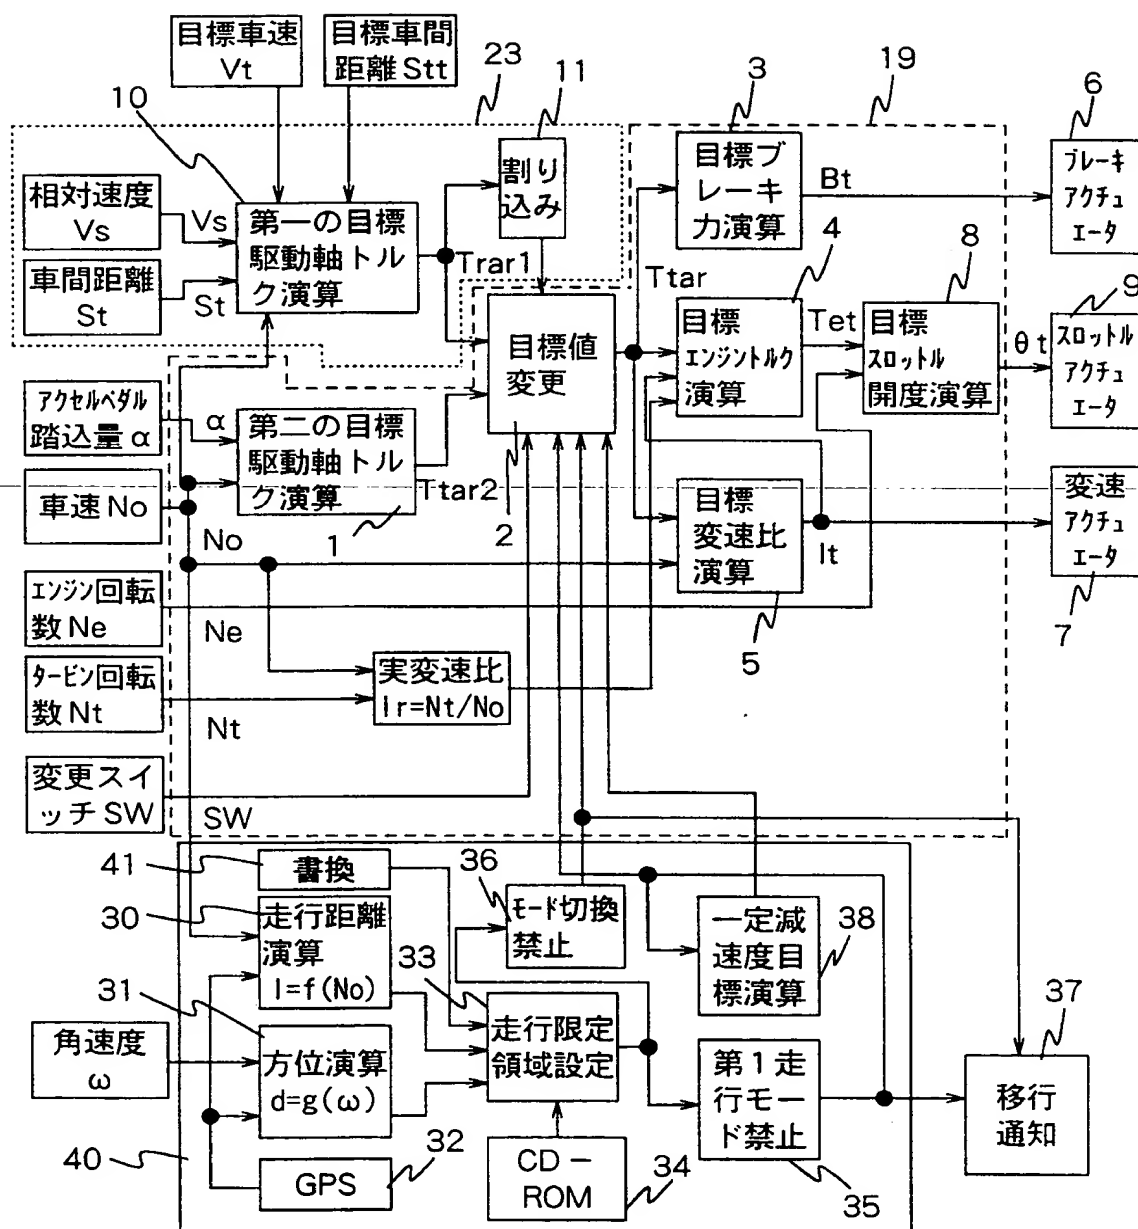 目標車速
Vt
目標車間
距離Stt
23
11
3
19
6
10
割り
込み
目標ブ
レーキ
力演算
Bt
ブレーキ
アクチュ
エータ
相対速度
Vs
Vs
第一の目標
駆動軸トル
ク演算
車間距離
St
St
Trar1
Ttar
4
8
9
目標値
変更
目標
エンジントルク
演算
Tet
目標
スロットル
開度演算
θt
スロットル
アクチュ
エータ
アクセルペダル
踏込量α
α
第二の目標
駆動軸トル
ク演算
Ttar2
1
2
車速No
No
目標
変速比
演算
It
5
変速
アクチュ
エータ
7
エンジン回転
数Ne
Ne
タービン回転
数Nt
Nt
実変速比
Ir=Nt/No
変更スイ
ッチSW
SW
41
書換
36
モード切換
禁止
30
走行距離
演算
l=f(No)
一定減
速度目
標演算
38
33
31
37
角速度
ω
方位演算
d=g(ω)
走行限定
領域設定
第1走
行モー
ド禁止
移行
通知
40
GPS
32
CD-
ROM
34
35